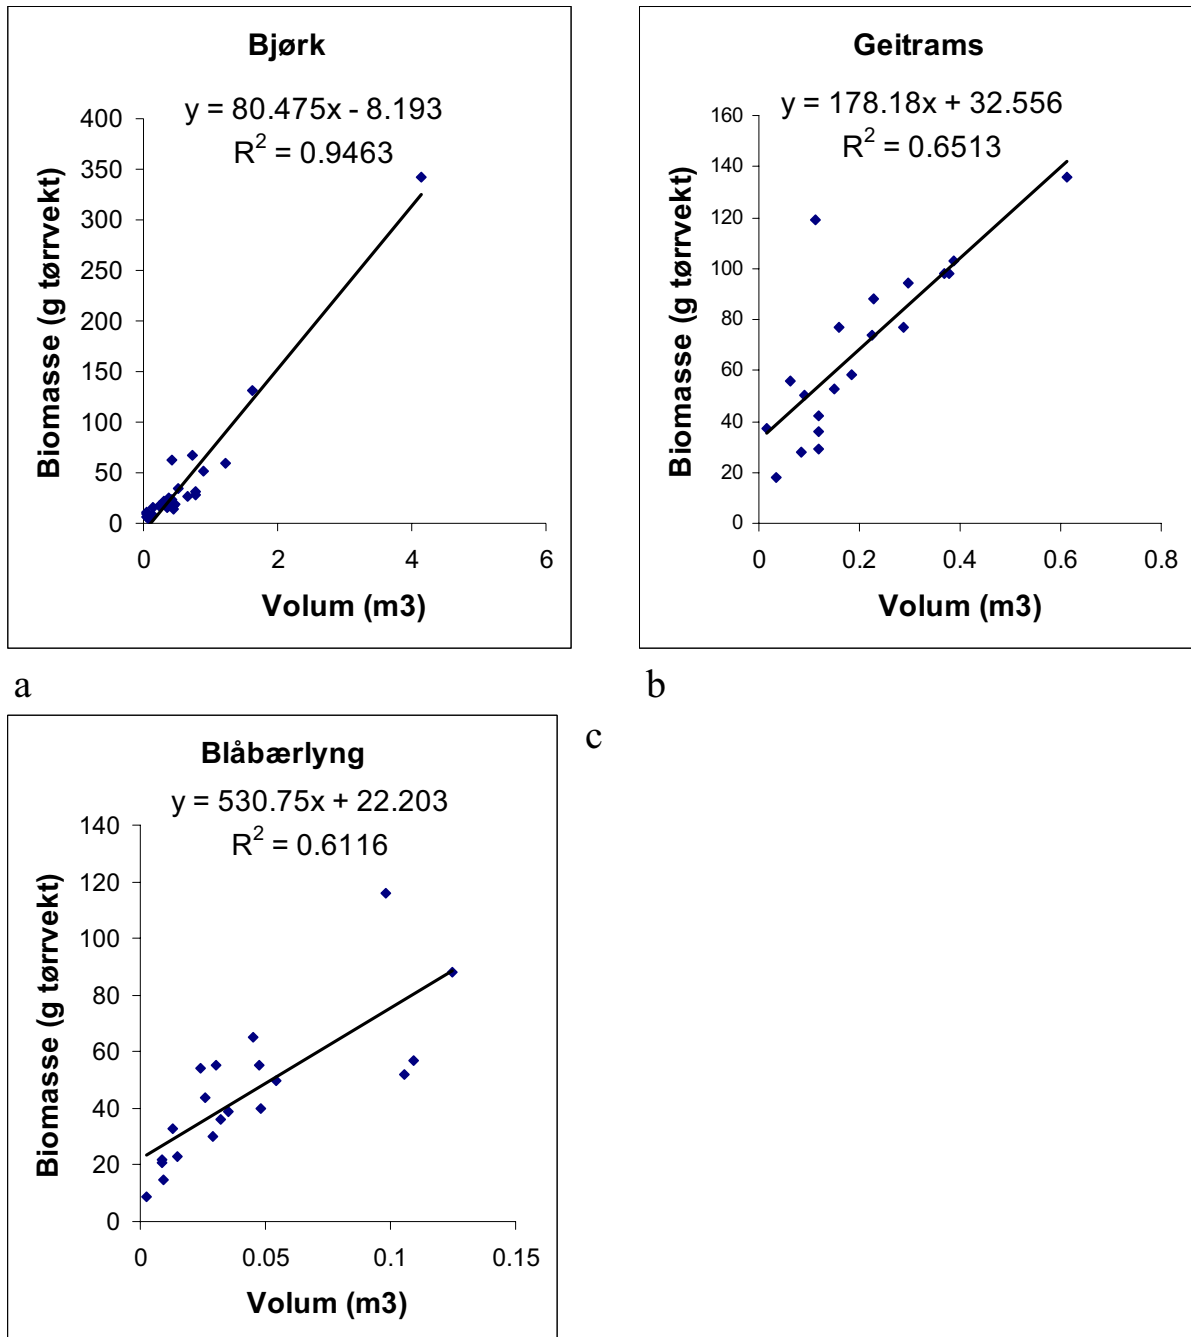 Bjørk
y = 80.475x - 8.193
R² = 0.9463
400
350
300
250
200
150
100
50
0
0 2 4 6
Biomasse (g tørrvekt)
Volum (m3)
a
Geitrams
y = 178.18x + 32.556
R² = 0.6513
160
140
120
100
80
60
40
20
0
0 0.2 0.4 0.6 0.8
Biomasse (g tørrvekt)
Volum (m3)
b
Blåbærlyng
y = 530.75x + 22.203
R² = 0.6116
140
120
100
80
60
40
20
0
0 0.05 0.1 0.15
Biomasse (g tørrvekt)
Volum (m3)
c